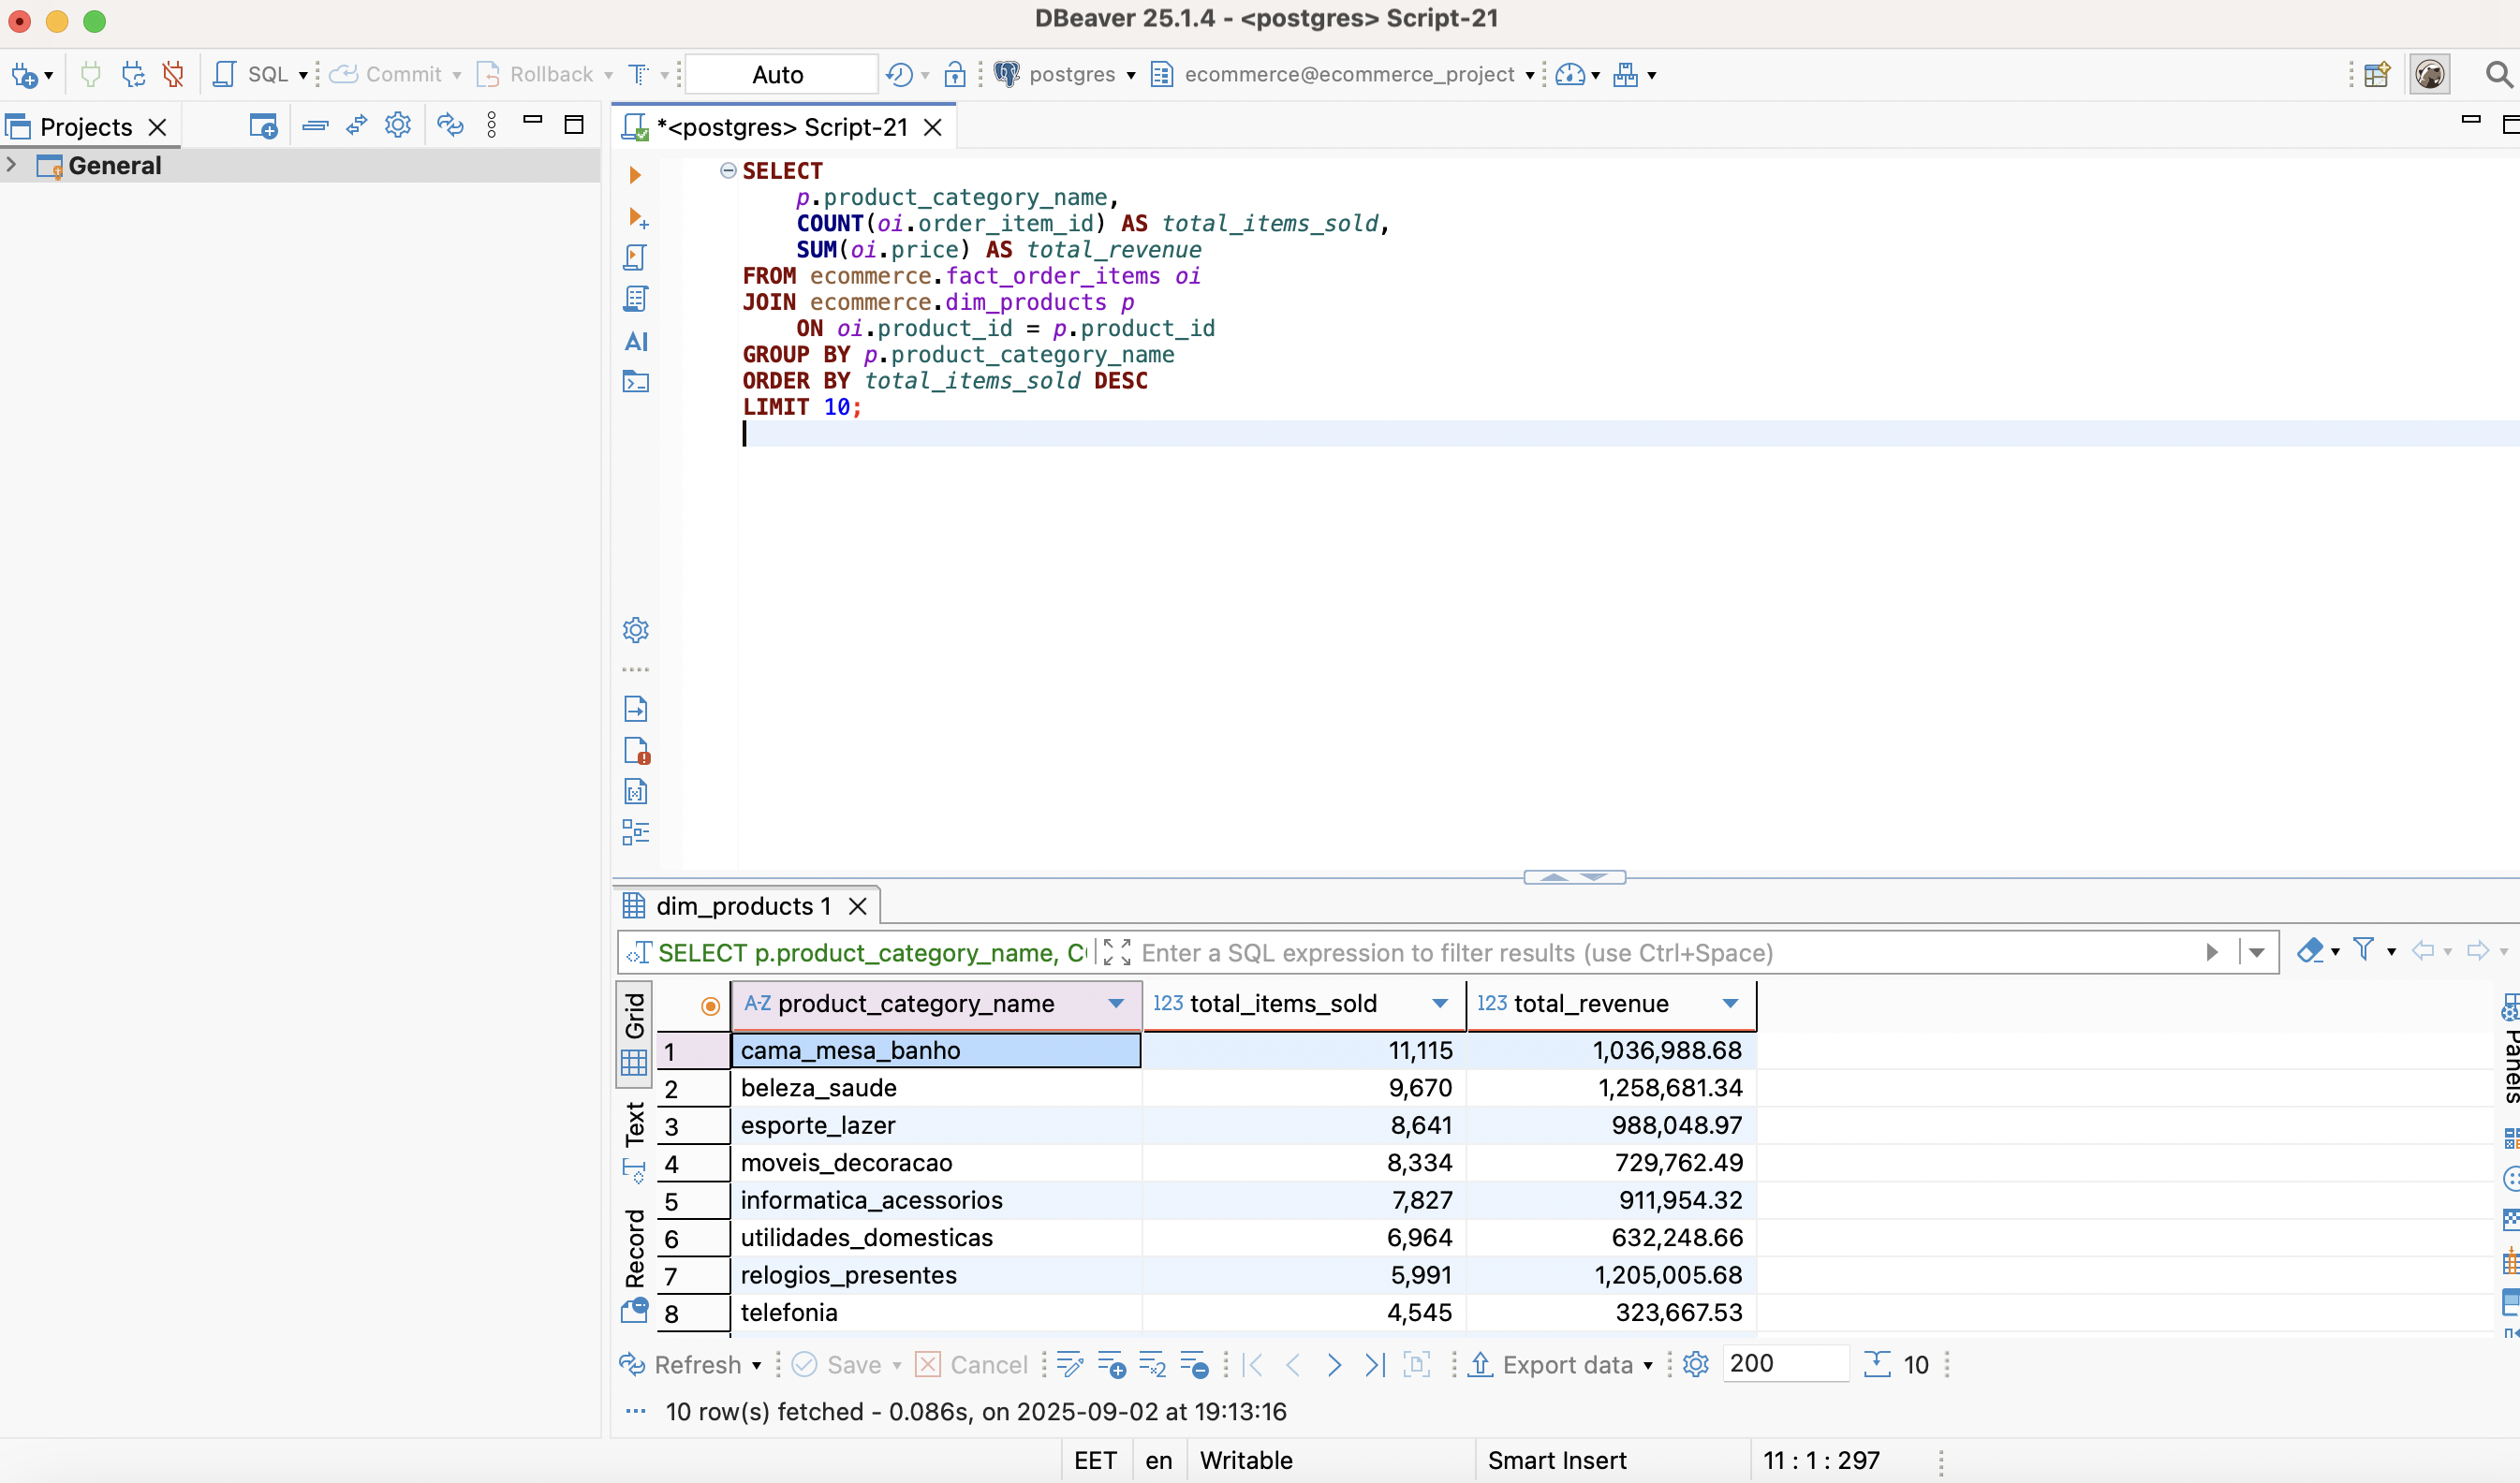 DBeaver 25.1.4 - <postgres> Script-21
SQL Commit Rollback Auto postgres ecommerce@ecommerce_project
Projects
General
*<postgres> Script-21
SELECT
p.product_category_name,
COUNT(oi.order_item_id) AS total_items_sold,
SUM(oi.price) AS total_revenue
FROM ecommerce.fact_order_items oi
JOIN ecommerce.dim_products p
ON oi.product_id = p.product_id
GROUP BY p.product_category_name
ORDER BY total_items_sold DESC
LIMIT 10;
AI
dim_products 1
SELECT p.product_category_name, Enter a SQL expression to filter results (use Ctrl+Space)
Grid
Text
Record
A-Z product_category_name 123 total_items_sold 123 total_revenue
1 cama_mesa_banho 11,115 1,036,988.68
2 beleza_saude 9,670 1,258,681.34
3 esporte_lazer 8,641 988,048.97
4 moveis_decoracao 8,334 729,762.49
5 informatica_acessorios 7,827 911,954.32
6 utilidades_domesticas 6,964 632,248.66
7 relogios_presentes 5,991 1,205,005.68
8 telefonia 4,545 323,667.53
Panels
Refresh Save Cancel Export data 200 10
10 row(s) fetched - 0.086s, on 2025-09-02 at 19:13:16
EET en Writable Smart Insert 11 : 1 : 297